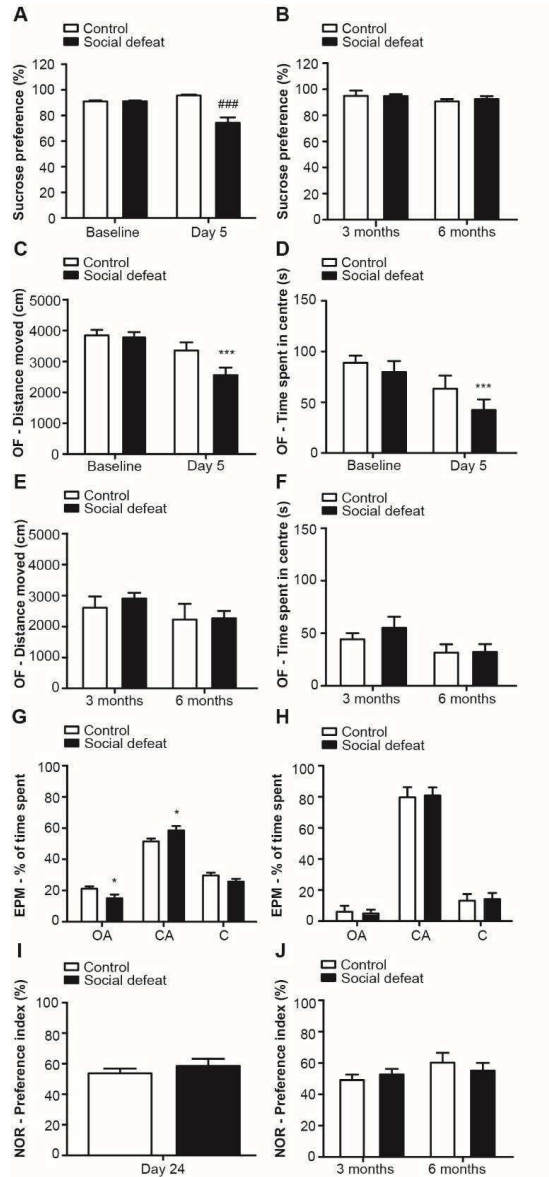 A
Control
Social defeat
Sucrose preference (%)
120
100
80
60
40
20
0
###
Baseline
Day 5
B
Control
Social defeat
Sucrose preference (%)
120
100
80
60
40
20
0
3 months
6 months
C
Control
Social defeat
OF - Distance moved (cm)
5000
4000
3000
2000
1000
0
***
Baseline
Day 5
D
Control
Social defeat
OF - Time spent in centre (s)
150
100
50
0
***
Baseline
Day 5
E
Control
Social defeat
OF - Distance moved (cm)
5000
4000
3000
2000
1000
0
3 months
6 months
F
Control
Social defeat
OF - Time spent in centre (s)
150
100
50
0
3 months
6 months
G
Control
Social defeat
EPM - % of time spent
100
80
60
40
20
0
*
*
OA
CA
C
H
Control
Social defeat
EPM - % of time spent
100
80
60
40
20
0
OA
CA
C
I
Control
Social defeat
NOR - Preference index (%)
100
80
60
40
20
0
Day 24
J
Control
Social defeat
NOR - Preference index (%)
100
80
60
40
20
0
3 months
6 months